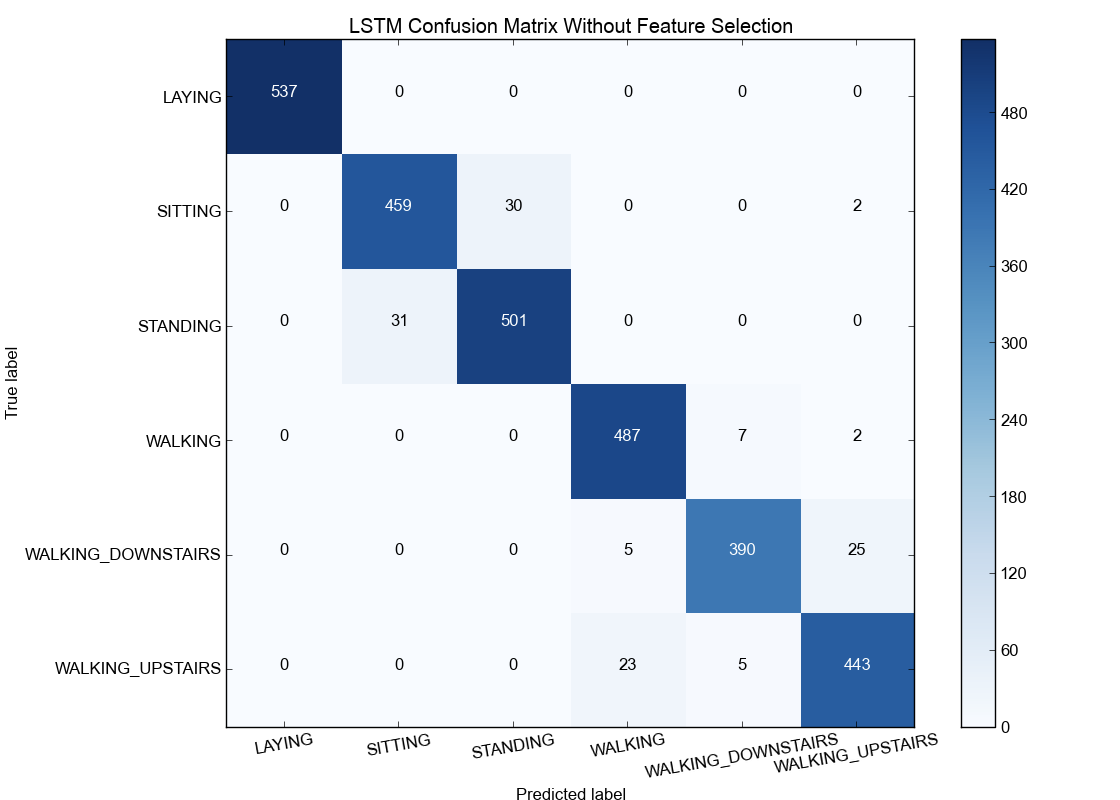 LSTM Confusion Matrix Without Feature Selection
LAYING 537 0 0 0 0 0
480
420
SITTING 0 459 30 0 0 2
360
STANDING 0 31 501 0 0 0
300
True label
240
WALKING 0 0 0 487 7 2
180
WALKING_DOWNSTAIRS 0 0 0 5 390 25
120
60
WALKING_UPSTAIRS 0 0 0 23 5 443
0
LAYING SITTING STANDING WALKING WALKING_DOWNSTAIRS WALKING_UPSTAIRS
Predicted label